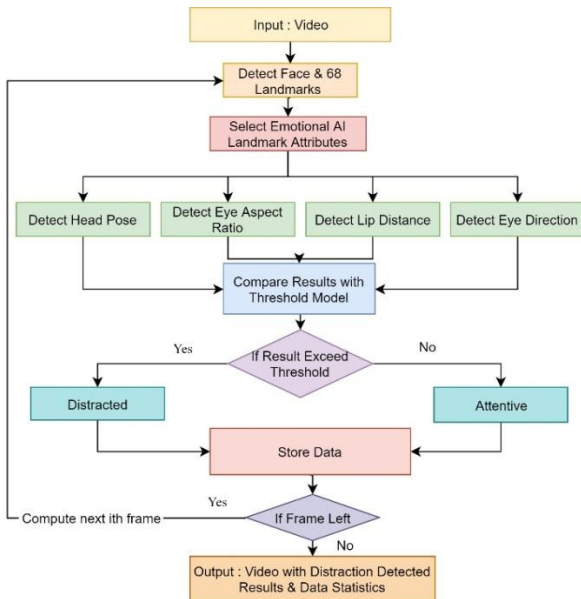 Input : Video
Detect Face & 68
Landmarks
Select Emotional AI
Landmark Attributes
Detect Head Pose
Detect Eye Aspect
Ratio
Detect Lip Distance
Detect Eye Direction
Compare Results with
Threshold Model
Yes
If Result Exceed
Threshold
No
Distracted
Attentive
Store Data
Compute next ith frame
Yes
If Frame Left
No
Output : Video with Distraction Detected
Results & Data Statistics